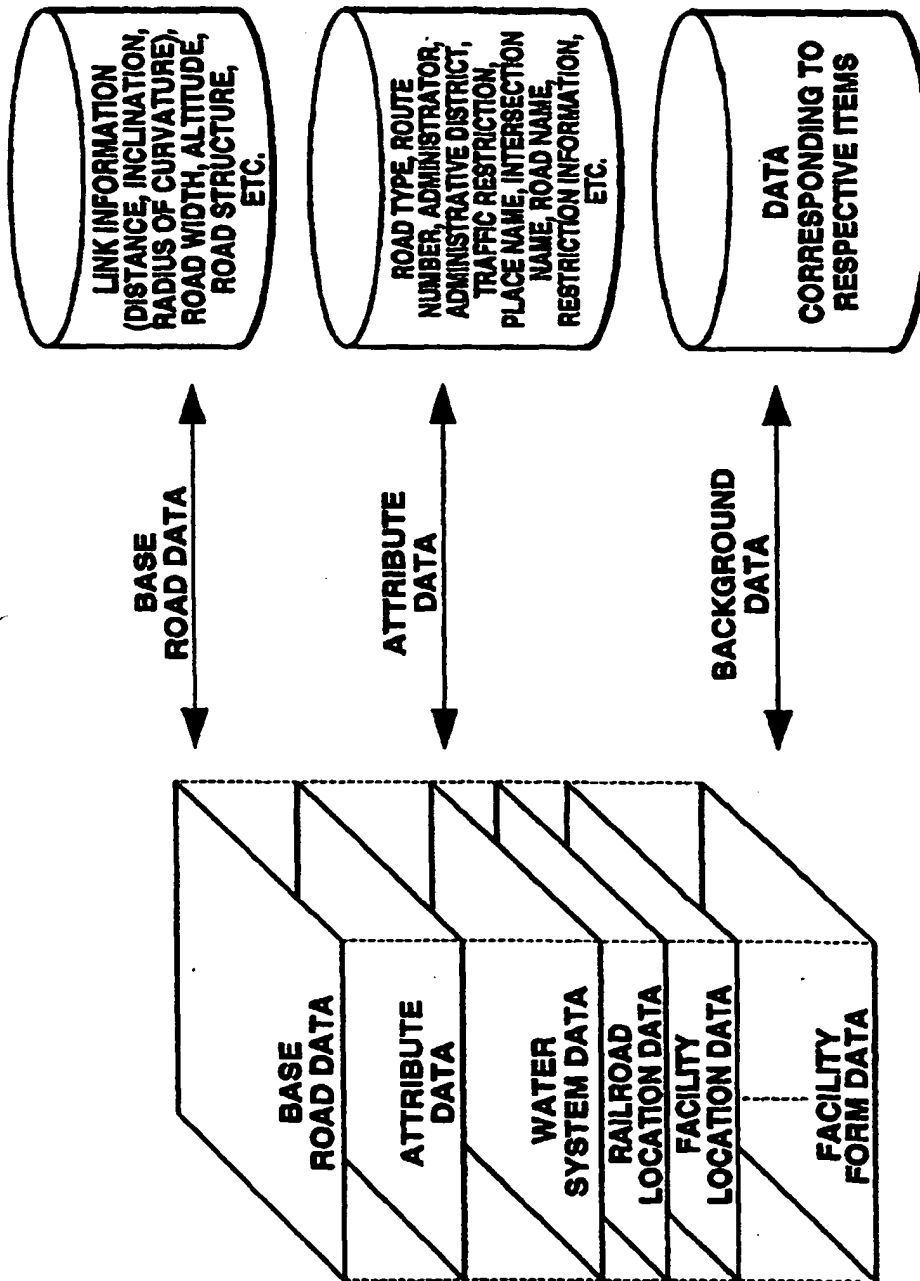 BASE
ROAD DATA
ATTRIBUTE
DATA
WATER
SYSTEM DATA
RAILROAD
LOCATION DATA
FACILITY
LOCATION DATA
FACILITY
FORM DATA
BASE
ROAD DATA
ATTRIBUTE
DATA
BACKGROUND
DATA
LINK INFORMATION
(DISTANCE, INCLINATION,
RADIUS OF CURVATURE),
ROAD WIDTH, ALTITUDE,
ROAD STRUCTURE,
ETC.
ROAD TYPE, ROUTE
NUMBER, ADMINISTRATOR,
ADMINISTRATIVE DISTRICT,
TRAFFIC RESTRICTION,
PLACE NAME, INTERSECTION
NAME, ROAD NAME,
RESTRICTION INFORMATION,
ETC.
DATA
CORRESPONDING TO
RESPECTIVE ITEMS